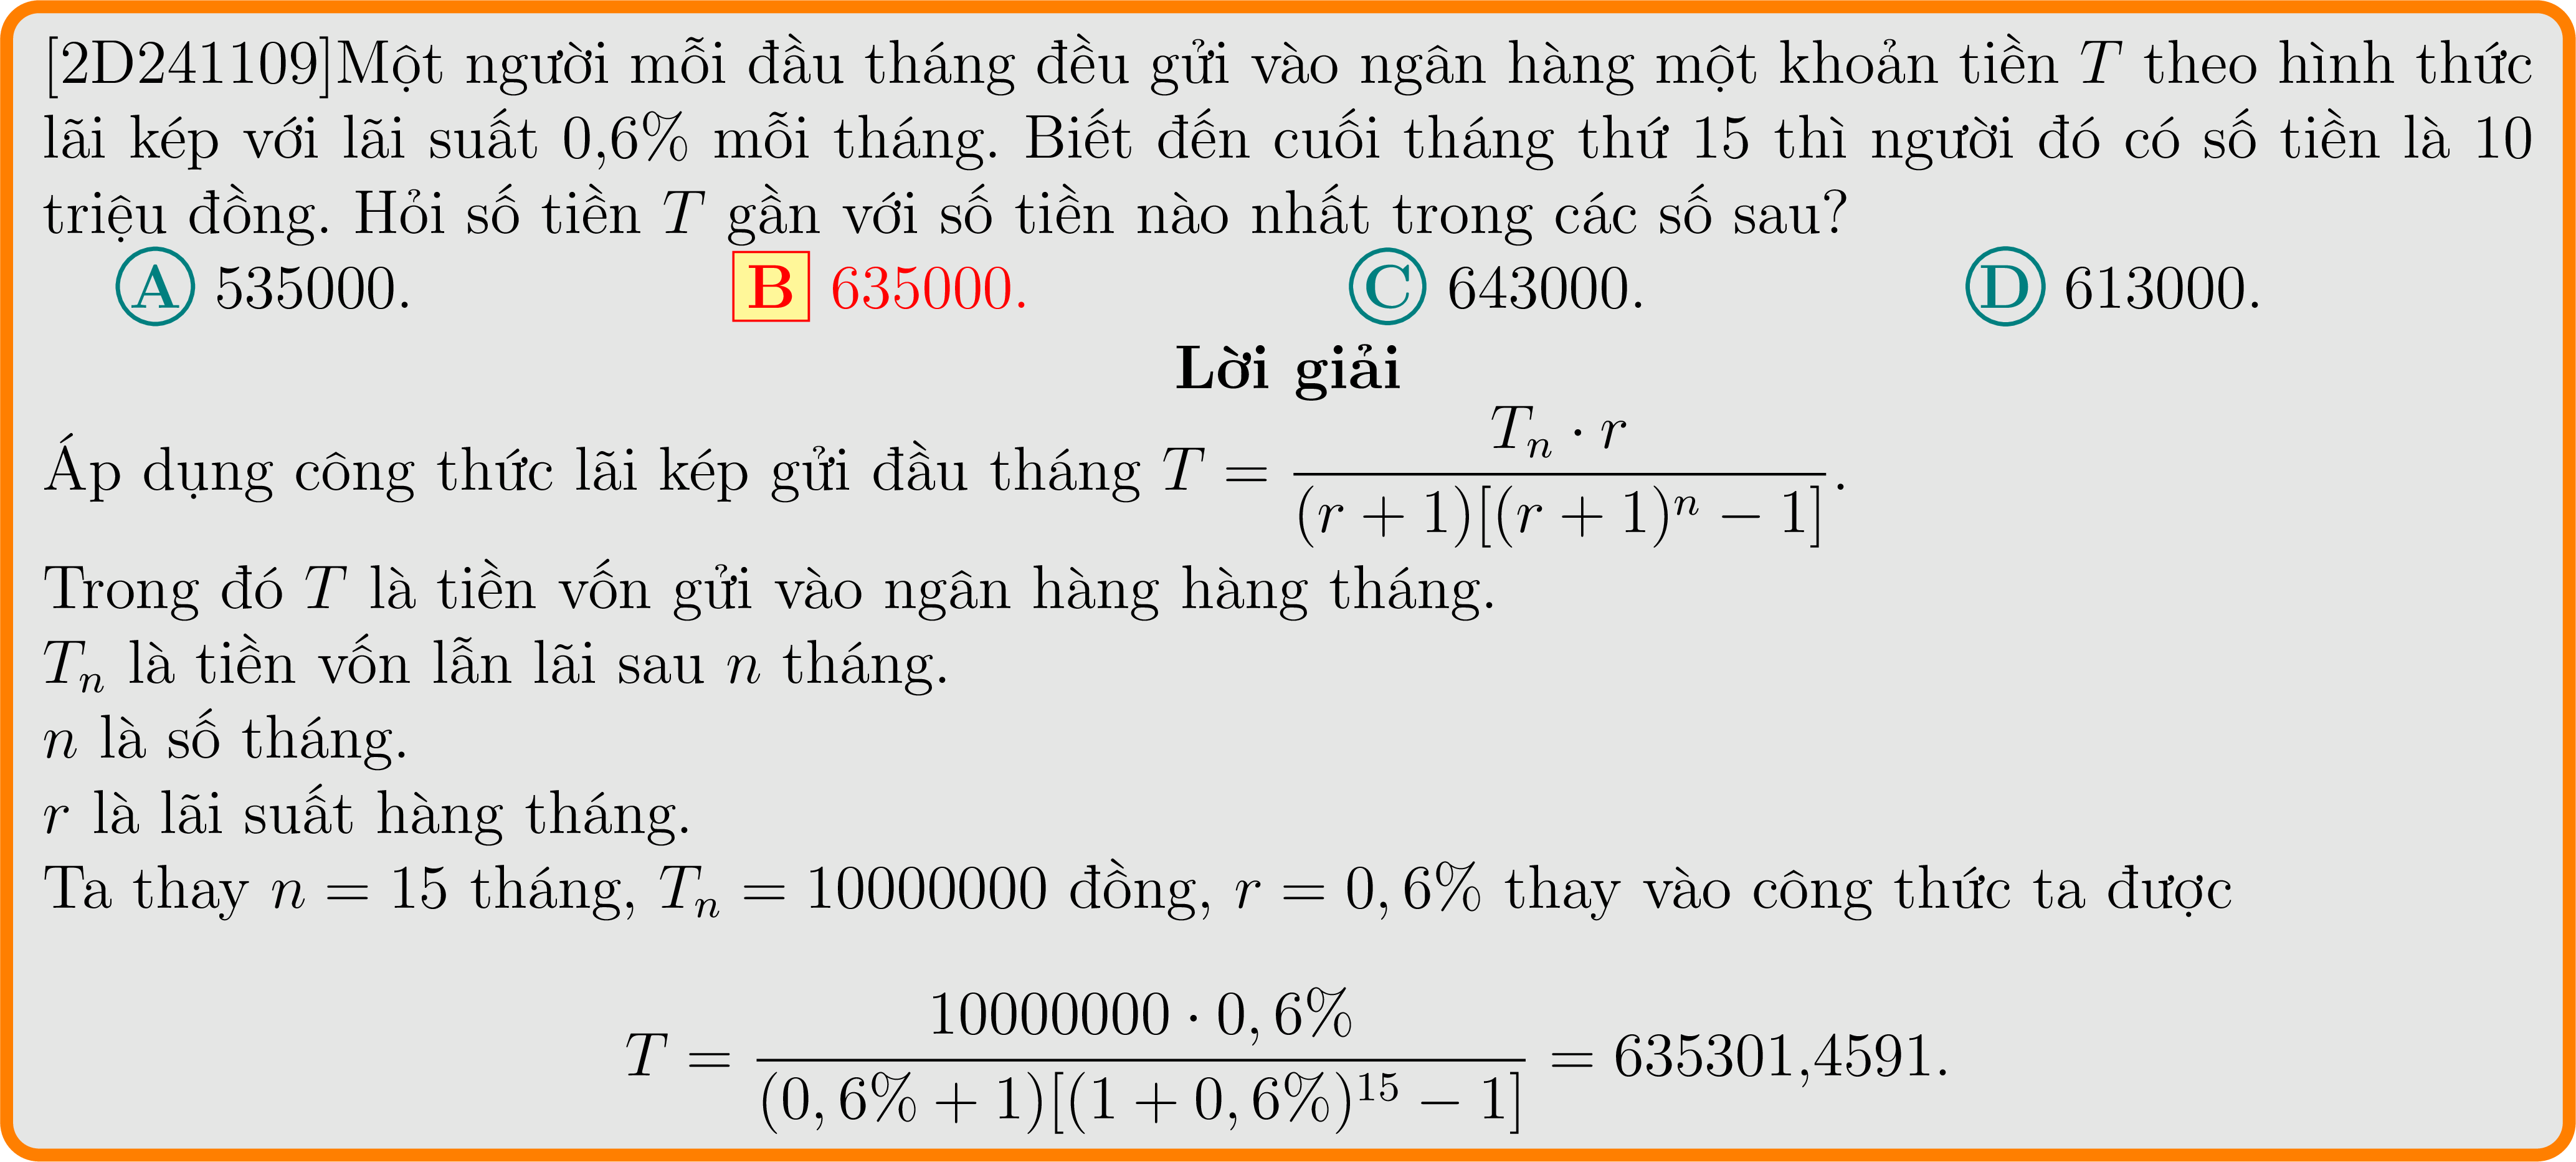 [2D241109]Một người mỗi đầu tháng đều gửi vào ngân hàng một khoản tiền T theo hình thức
lãi kép với lãi suất 0,6% mỗi tháng. Biết đến cuối tháng thứ 15 thì người đó có số tiền là 10
triệu đồng. Hỏi số tiền T gần với số tiền nào nhất trong các số sau?
A 535000. B 635000. C 643000. D 613000.
Lời giải
Áp dụng công thức lãi kép gửi đầu tháng $T = \frac{T_n \cdot r}{(r + 1)[(r + 1)^n - 1]}$.
Trong đó T là tiền vốn gửi vào ngân hàng hàng tháng.
$T_n$ là tiền vốn lẫn lãi sau n tháng.
n là số tháng.
r là lãi suất hàng tháng.
Ta thay n = 15 tháng, $T_n$ = 10000000 đồng, r = 0,6% thay vào công thức ta được
$T = \frac{10000000 \cdot 0,6\%}{(0,6\% + 1)[(1 + 0,6\%)^{15} - 1]} = 635301,4591.$